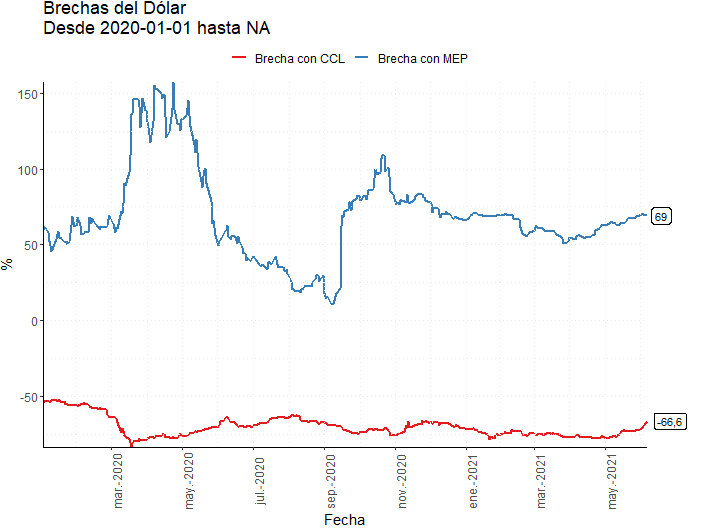 Brechas del Dólar
Desde 2020-01-01 hasta NA
Brecha con CCL Brecha con MEP
150
100
50
0
-50
%
69
-66,6
mar.-2020 may.-2020 jul.-2020 sep.-2020 nov.-2020 ene.-2021 mar.-2021 may.-2021
Fecha